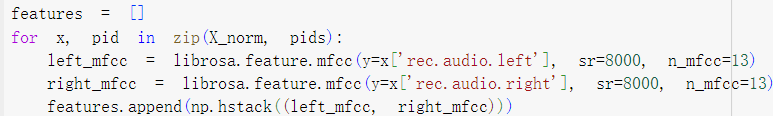 features = []
for x, pid in zip(X_norm, pids):
    left_mfcc = librosa.feature.mfcc(y=x['rec.audio.left'], sr=8000, n_mfcc=13)
    right_mfcc = librosa.feature.mfcc(y=x['rec.audio.right'], sr=8000, n_mfcc=13)
    features.append(np.hstack((left_mfcc, right_mfcc)))